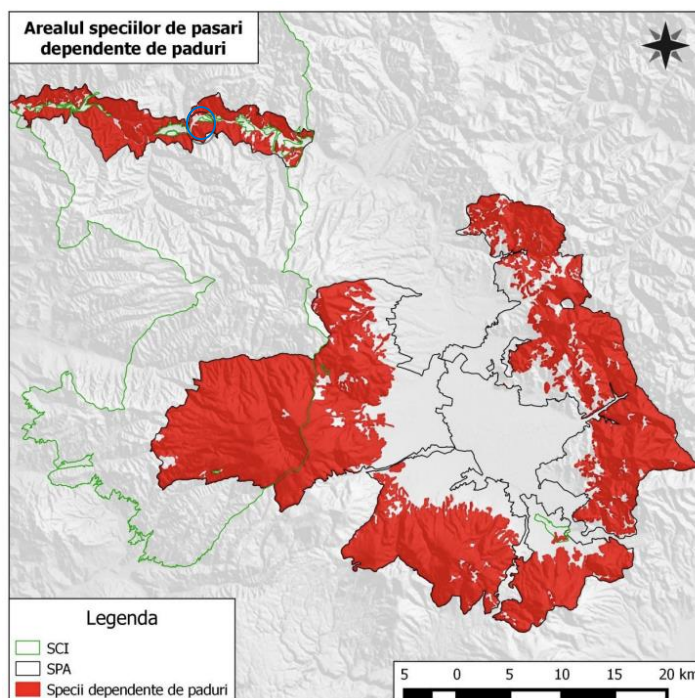 Arealul speciilor de pasari
dependente de paduri
Legenda
SCI
SPA
Specii dependente de paduri
5 0 5 10 15 20 km